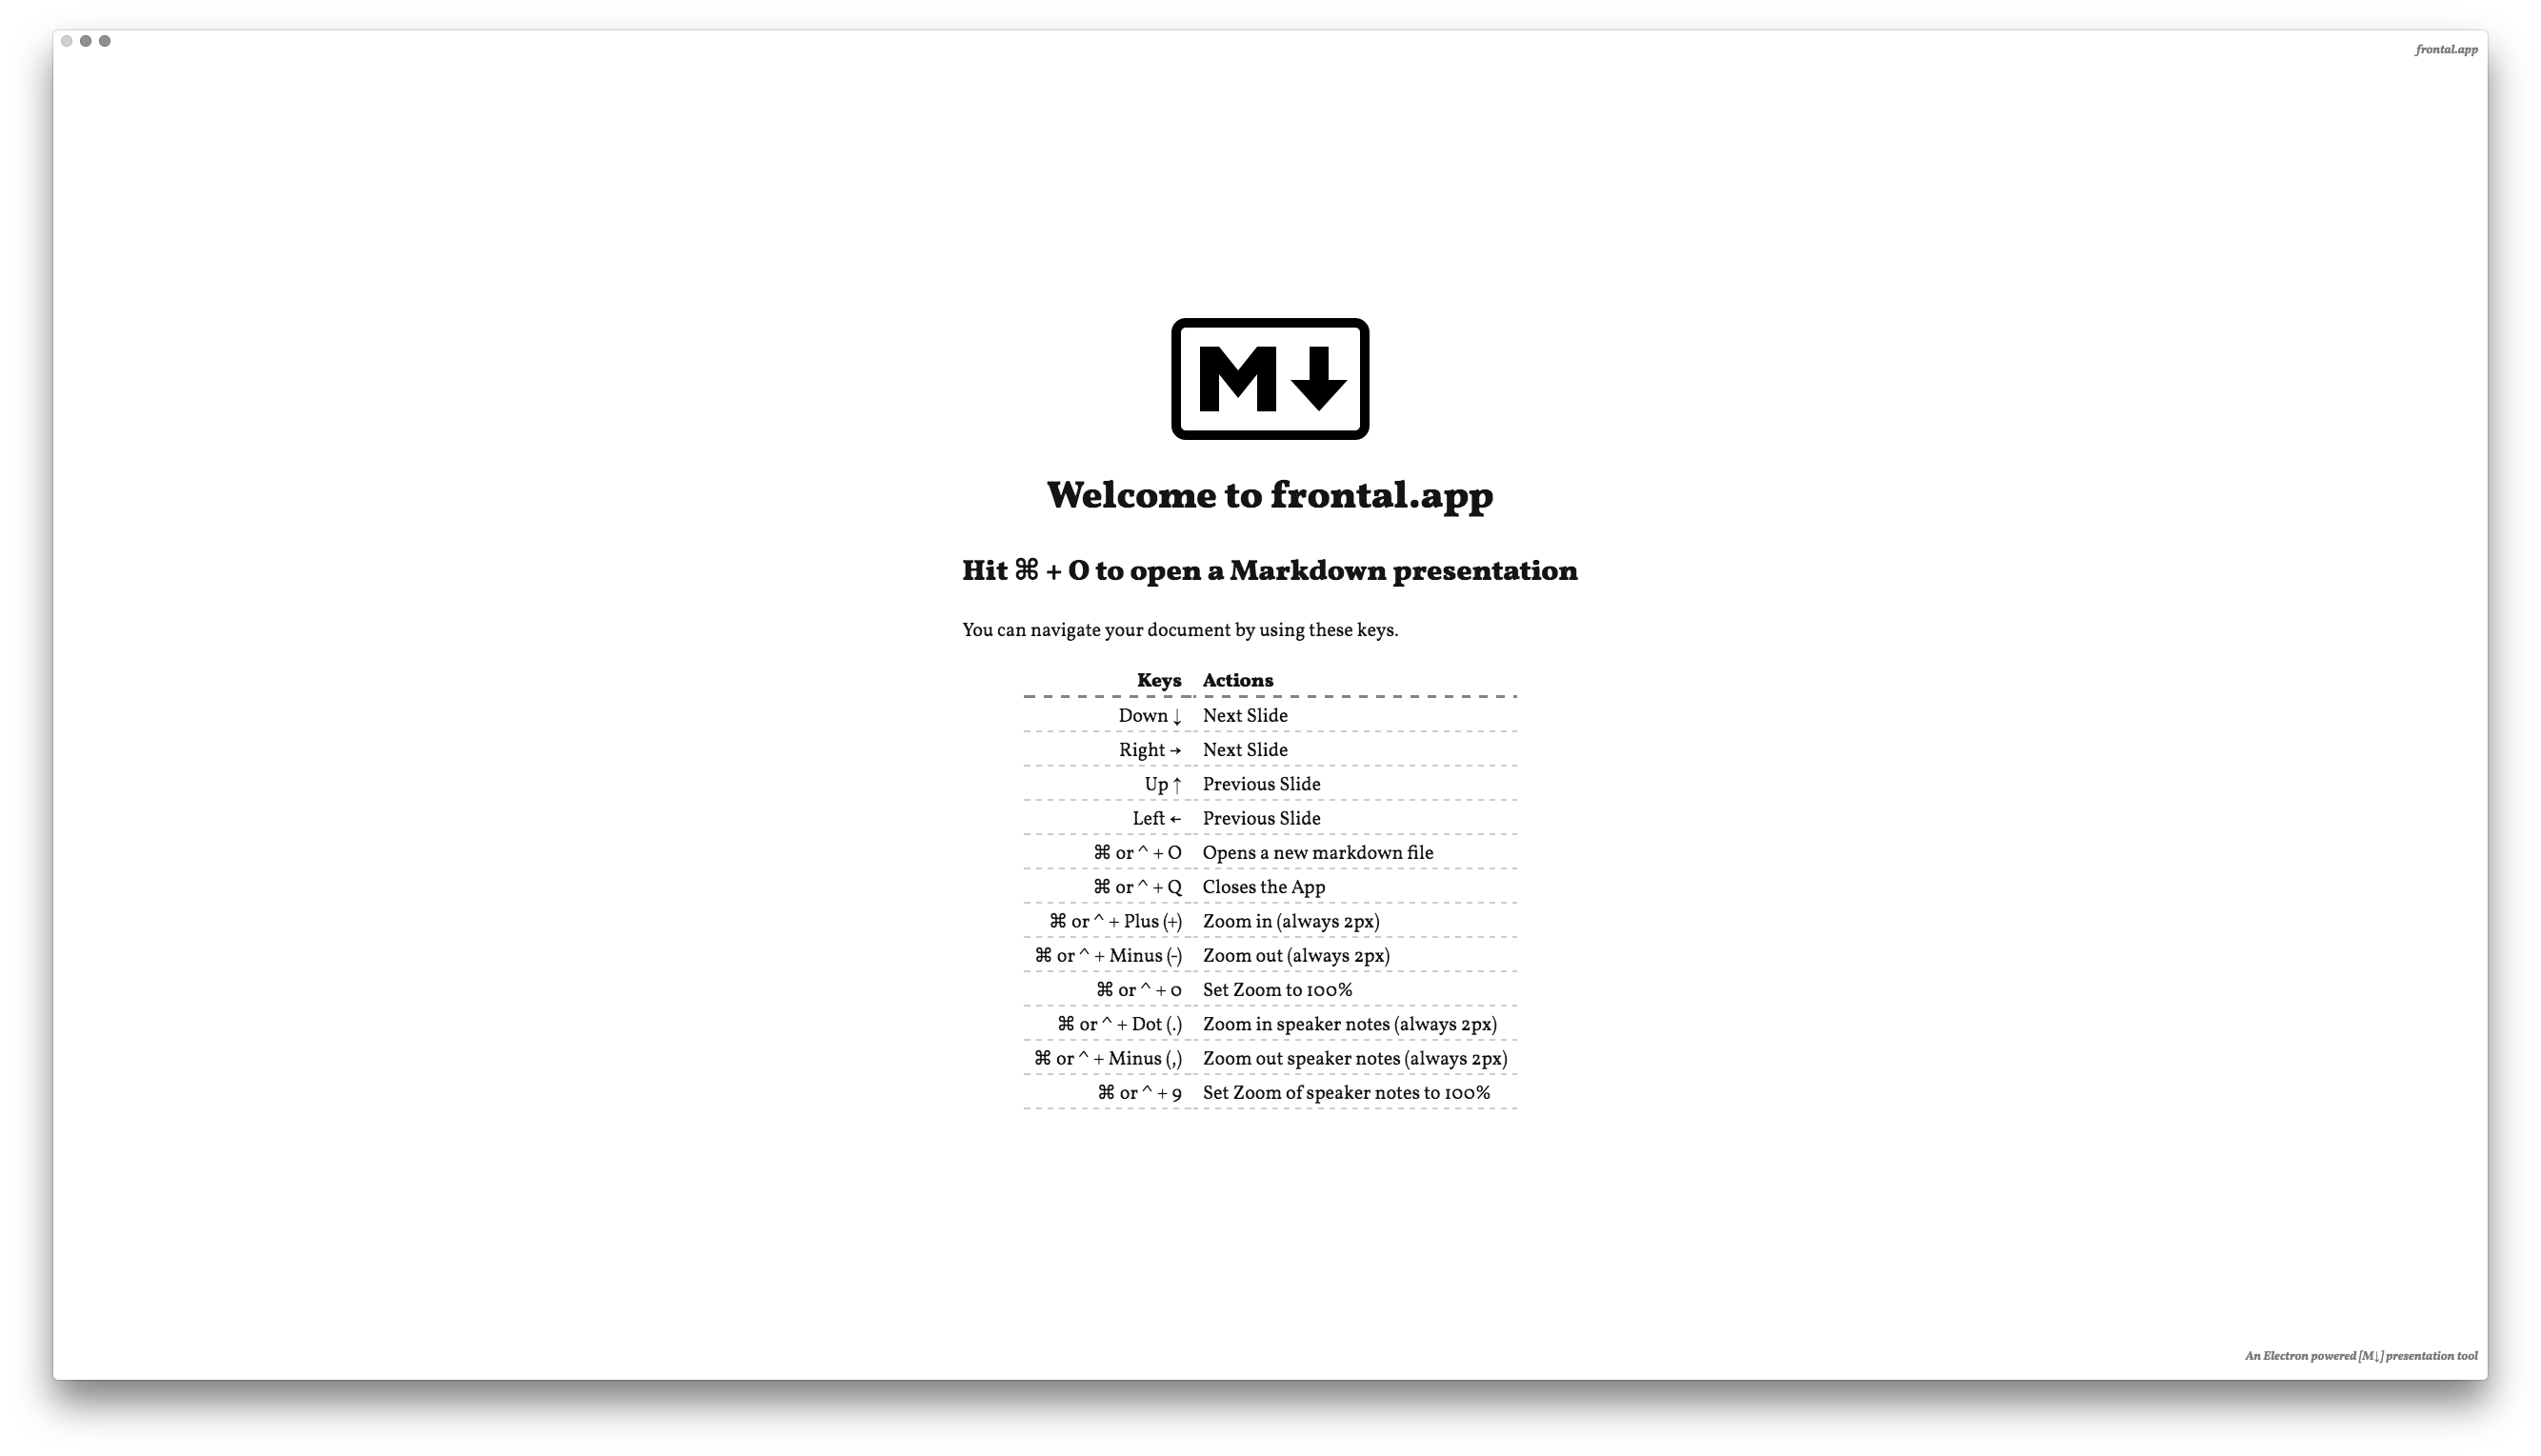 frontal.app
M↓
Welcome to frontal.app
Hit ⌘ + O to open a Markdown presentation
You can navigate your document by using these keys.
Keys Actions
Down ↓ Next Slide
Right → Next Slide
Up ↑ Previous Slide
Left ← Previous Slide
⌘ or ^ + O Opens a new markdown file
⌘ or ^ + Q Closes the App
⌘ or ^ + Plus (+) Zoom in (always 2px)
⌘ or ^ + Minus (-) Zoom out (always 2px)
⌘ or ^ + 0 Set Zoom to 100%
⌘ or ^ + Dot (.) Zoom in speaker notes (always 2px)
⌘ or ^ + Minus (,) Zoom out speaker notes (always 2px)
⌘ or ^ + 9 Set Zoom of speaker notes to 100%
An Electron powered [M↓] presentation tool